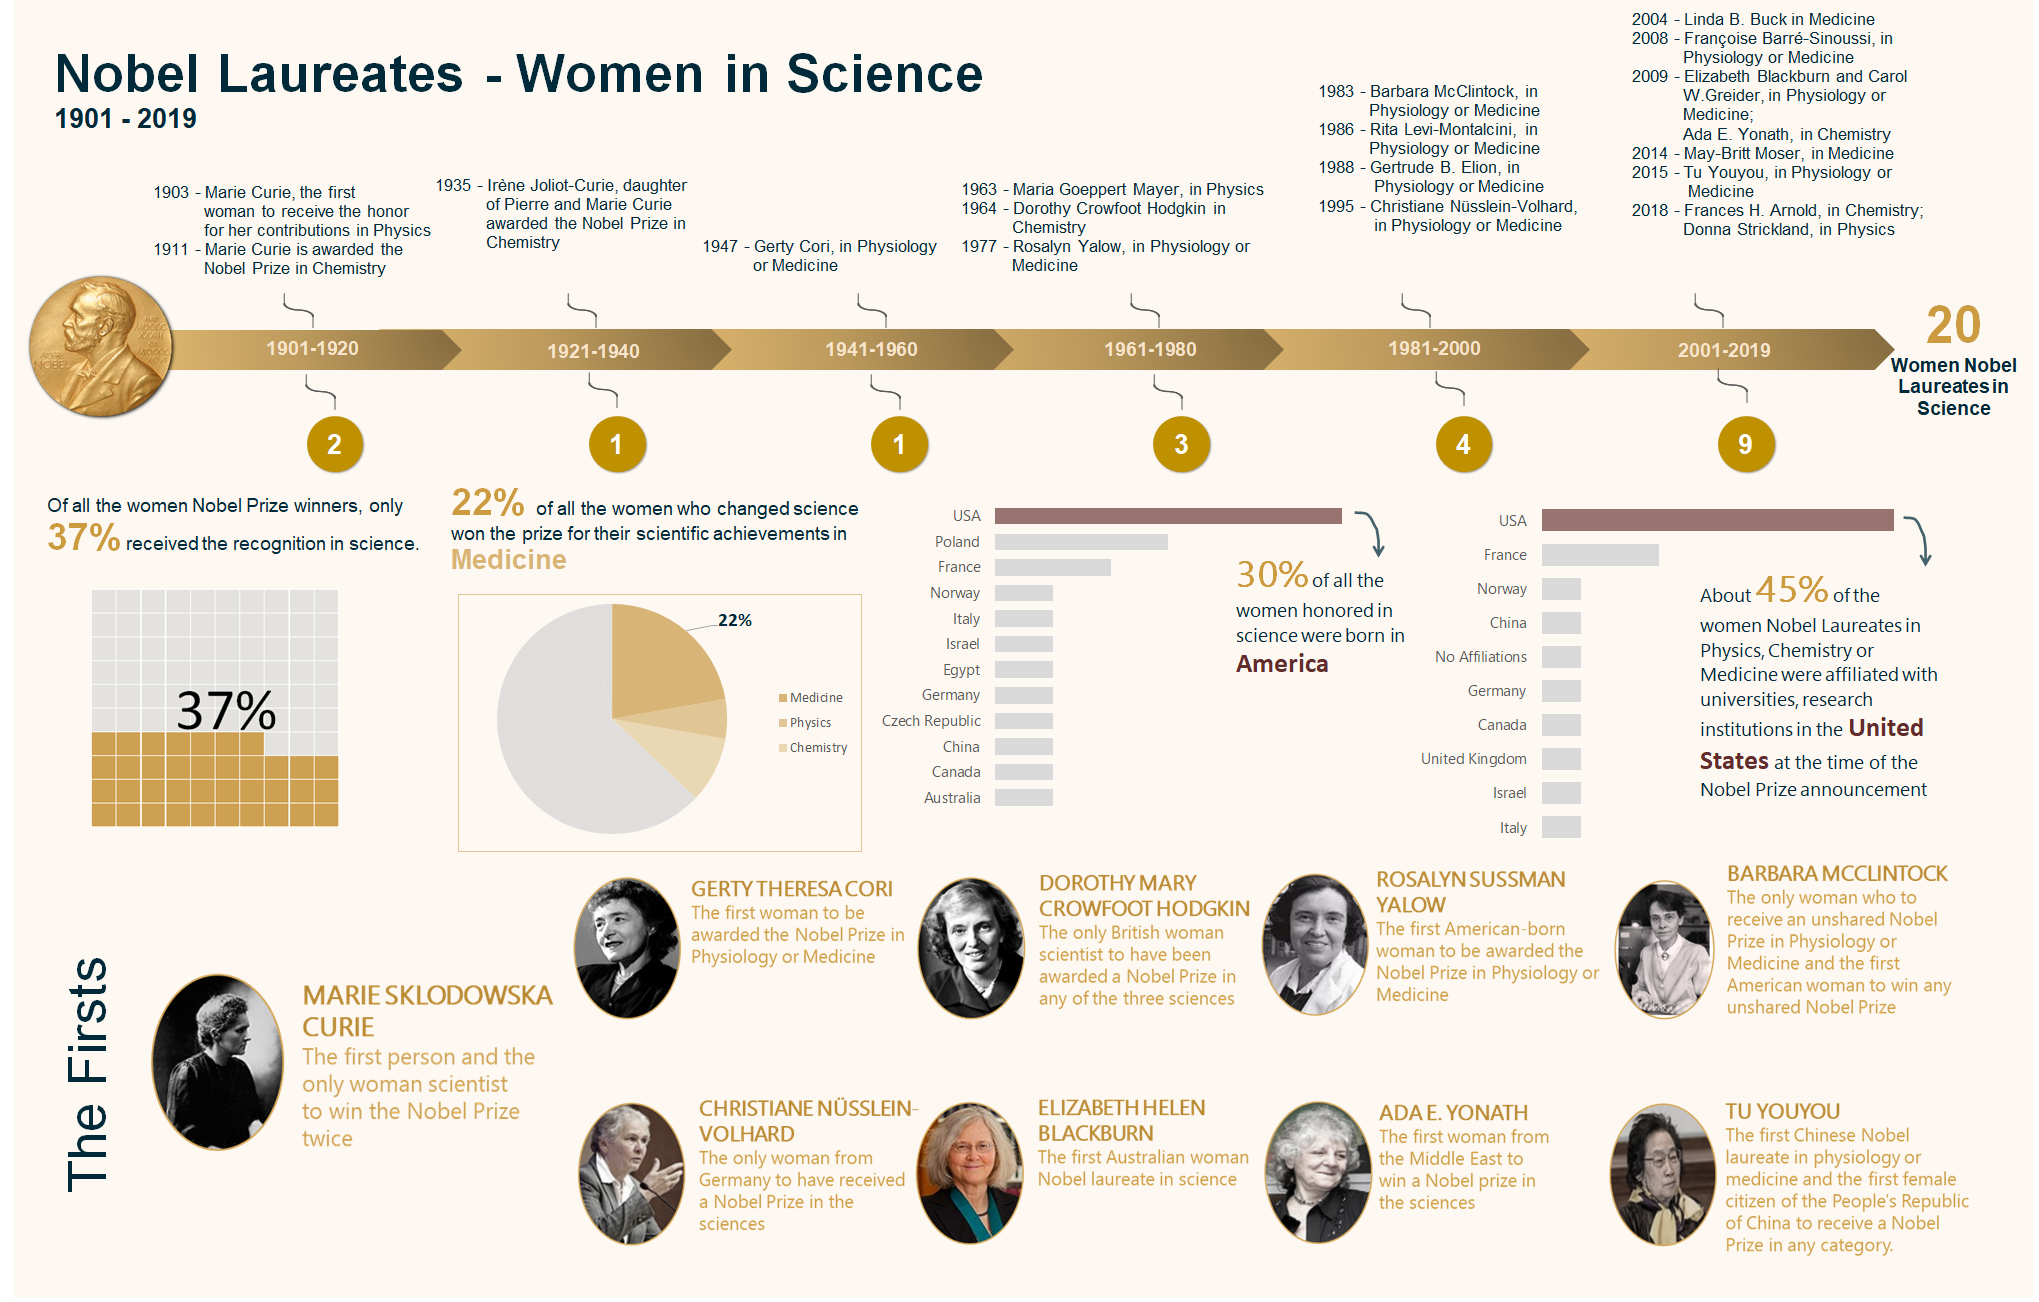 Nobel Laureates - Women in Science
1901 - 2019
1903 - Marie Curie, the first
woman to receive the honor
for her contributions in Physics
1911 - Marie Curie is awarded the
Nobel Prize in Chemistry
1935 - Irène Joliot-Curie, daughter
of Pierre and Marie Curie
awarded the Nobel Prize in
Chemistry
1947 - Gerty Cori, in Physiology
or Medicine
1963 - Maria Goeppert Mayer, in Physics
1964 - Dorothy Crowfoot Hodgkin in
Chemistry
1977 - Rosalyn Yalow, in Physiology or
Medicine
1983 - Barbara McClintock, in
Physiology or Medicine
1986 - Rita Levi-Montalcini, in
Physiology or Medicine
1988 - Gertrude B. Elion, in
Physiology or Medicine
1995 - Christiane Nüsslein-Volhard,
in Physiology or Medicine
2004 - Linda B. Buck in Medicine
2008 - Françoise Barré-Sinoussi, in
Physiology or Medicine
2009 - Elizabeth Blackburn and Carol
W.Greider, in Physiology or
Medicine;
Ada E. Yonath, in Chemistry
2014 - May-Britt Moser, in Medicine
2015 - Tu Youyou, in Physiology or
Medicine
2018 - Frances H. Arnold, in Chemistry;
Donna Strickland, in Physics
1901-1920
1921-1940
1941-1960
1961-1980
1981-2000
2001-2019
20
Women Nobel
Laureates in
Science
2
1
1
3
4
9
Of all the women Nobel Prize winners, only
37% received the recognition in science.
37%
22% of all the women who changed science
won the prize for their scientific achievements in
Medicine
22%
Medicine
Physics
Chemistry
USA
Poland
France
Norway
Italy
Israel
Egypt
Germany
Czech Republic
China
Canada
Australia
30% of all the
women honored in
science were born in
America
USA
France
Norway
China
No Affiliations
Germany
Canada
United Kingdom
Israel
Italy
About 45% of the
women Nobel Laureates in
Physics, Chemistry or
Medicine were affiliated with
universities, research
institutions in the United
States at the time of the
Nobel Prize announcement
The Firsts
MARIE SKLODOWSKA
CURIE
The first person and the
only woman scientist
to win the Nobel Prize
twice
GERTY THERESA CORI
The first woman to be
awarded the Nobel Prize in
Physiology or Medicine
DOROTHY MARY
CROWFOOT HODGKIN
The only British woman
scientist to have been
awarded a Nobel Prize in
any of the three sciences
ROSALYN SUSSMAN
YALOW
The first American-born
woman to be awarded the
Nobel Prize in Physiology or
Medicine
BARBARA MCCLINTOCK
The only woman who to
receive an unshared Nobel
Prize in Physiology or
Medicine and the first
American woman to win any
unshared Nobel Prize
CHRISTIANE NÜSSLEIN-
VOLHARD
The only woman from
Germany to have received
a Nobel Prize in the
sciences
ELIZABETH HELEN
BLACKBURN
The first Australian woman
Nobel laureate in science
ADA E. YONATH
The first woman from
the Middle East to
win a Nobel prize in
the sciences
TU YOUYOU
The first Chinese Nobel
laureate in physiology or
medicine and the first female
citizen of the People's Republic
of China to receive a Nobel
Prize in any category.